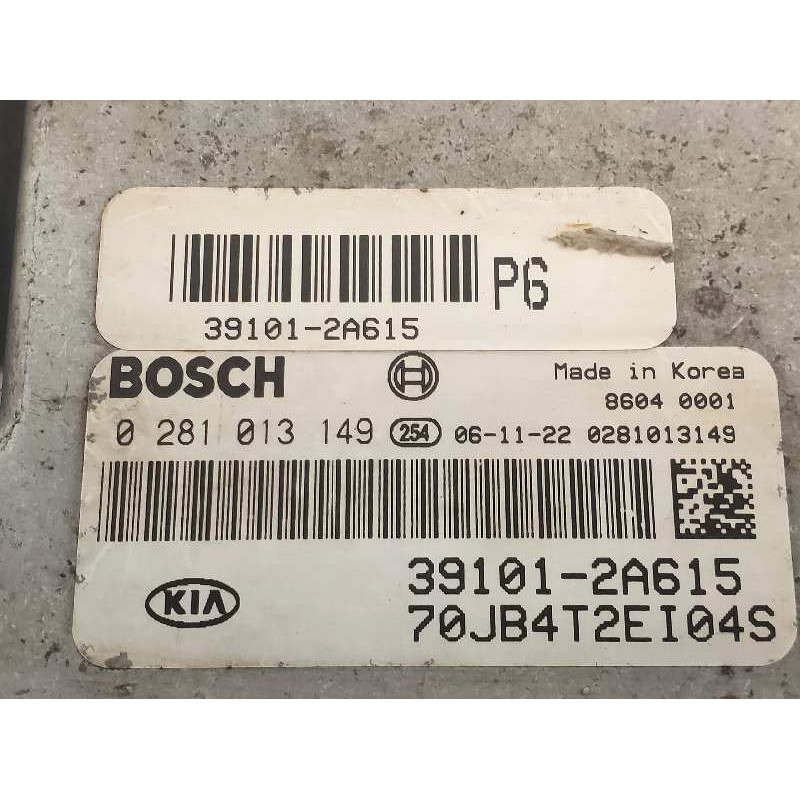 P6
39101-2A615
BOSCH
Made in Korea
8604 0001
0 281 013 149 254 06-11-22 0281013149
39101-2A615
KIA
70JB4T2EI04S